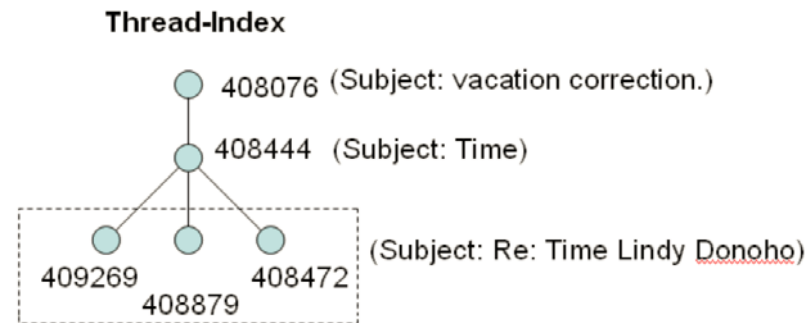 Thread-Index
408076 (Subject: vacation correction.)
408444 (Subject: Time)
(Subject: Re: Time Lindy Donoho)
409269 408472
408879